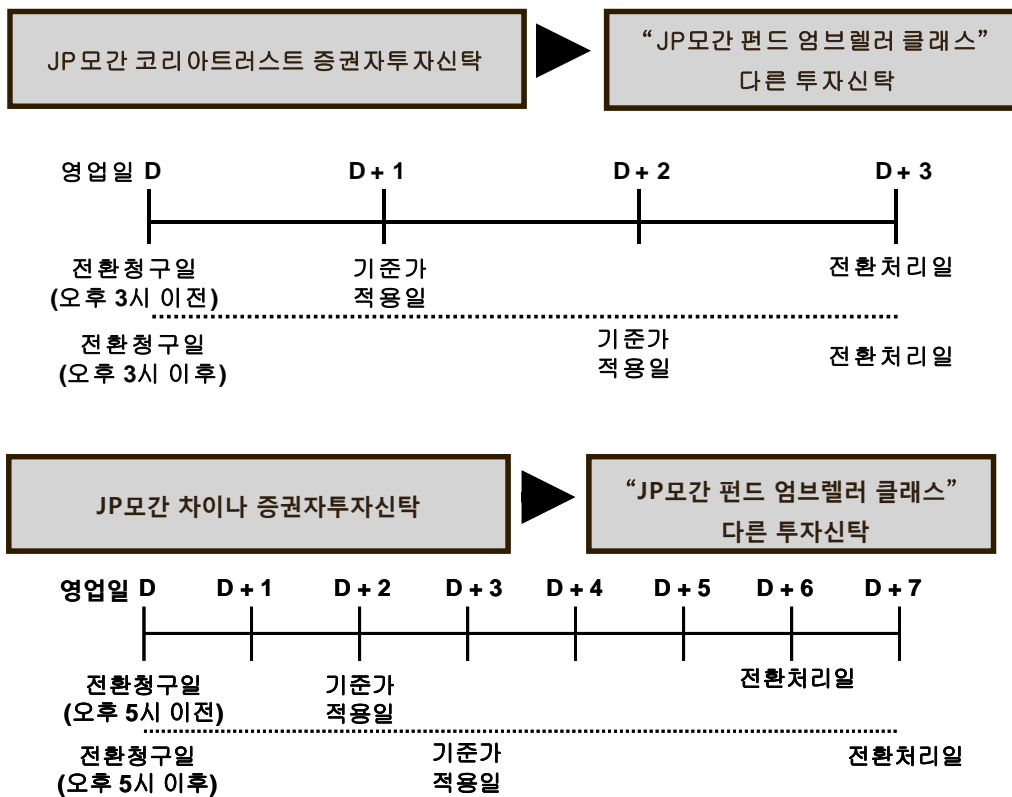 JP모간 코리아트러스트 증권자투자신탁
“JP모간 펀드 엄브렐러 클래스”
다른 투자신탁
영업일 D D + 1 D + 2 D + 3
전환청구일 기준가 전환처리일
(오후 3시 이전) 적용일
전환청구일 기준가 전환처리일
(오후 3시 이후) 적용일
JP모간 차이나 증권자투자신탁
“JP모간 펀드 엄브렐러 클래스”
다른 투자신탁
영업일 D D + 1 D + 2 D + 3 D + 4 D + 5 D + 6 D + 7
전환청구일 기준가 전환처리일
(오후 5시 이전) 적용일
전환청구일 기준가 전환처리일
(오후 5시 이후) 적용일